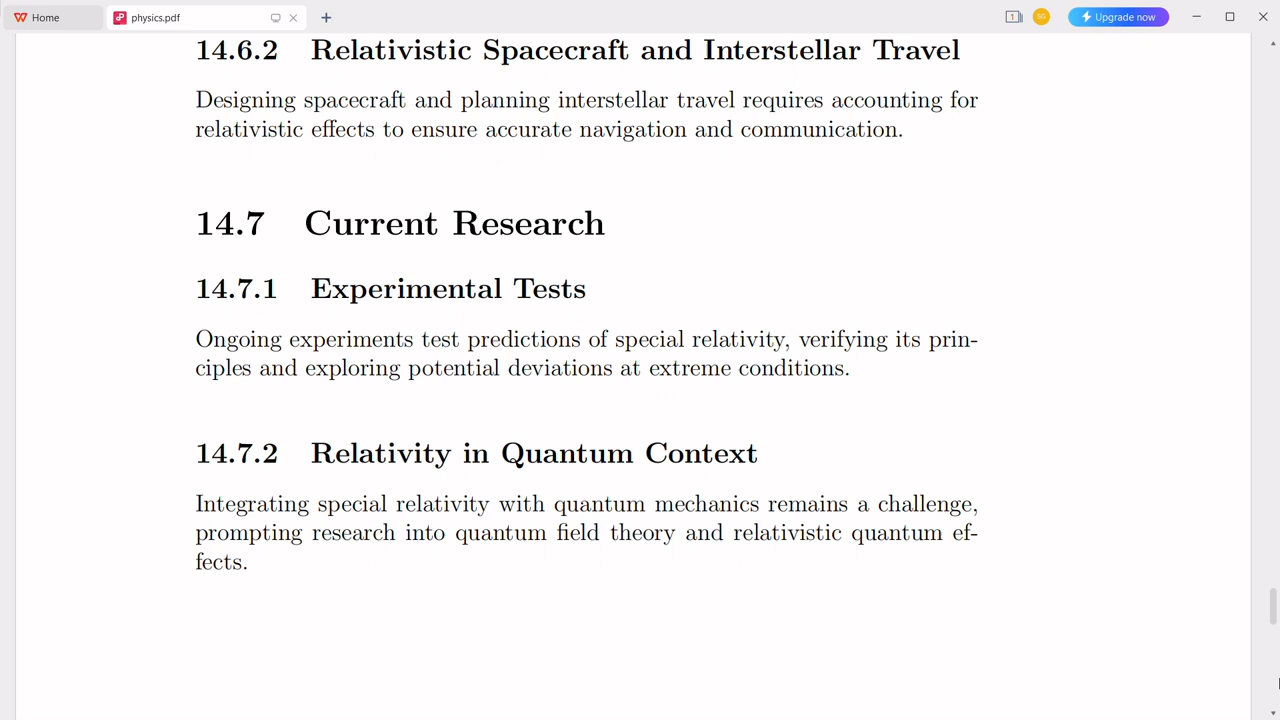 Home
physics.pdf
1
SG
Upgrade now
14.6.2 Relativistic Spacecraft and Interstellar Travel
Designing spacecraft and planning interstellar travel requires accounting for
relativistic effects to ensure accurate navigation and communication.
14.7 Current Research
14.7.1 Experimental Tests
Ongoing experiments test predictions of special relativity, verifying its prin-
ciples and exploring potential deviations at extreme conditions.
14.7.2 Relativity in Quantum Context
Integrating special relativity with quantum mechanics remains a challenge,
prompting research into quantum field theory and relativistic quantum ef-
fects.